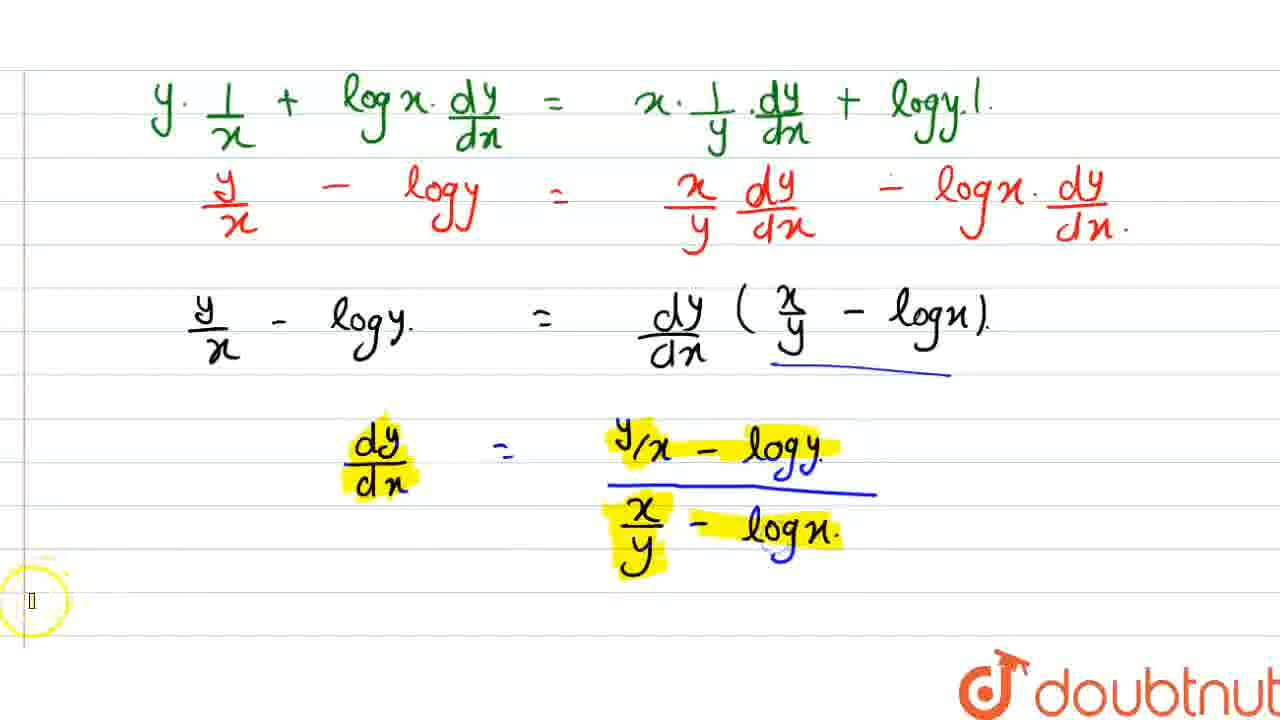 y · 1/x + log x · dy/dx = x · 1/y · dy/dx + log y · 1.
y/x - log y = x/y dy/dx - log x · dy/dx.
y/x - log y. = dy/dx ( x/y - log x ).
dy/dx = (y/x - log y.) / (x/y - log x.)
doubtnut